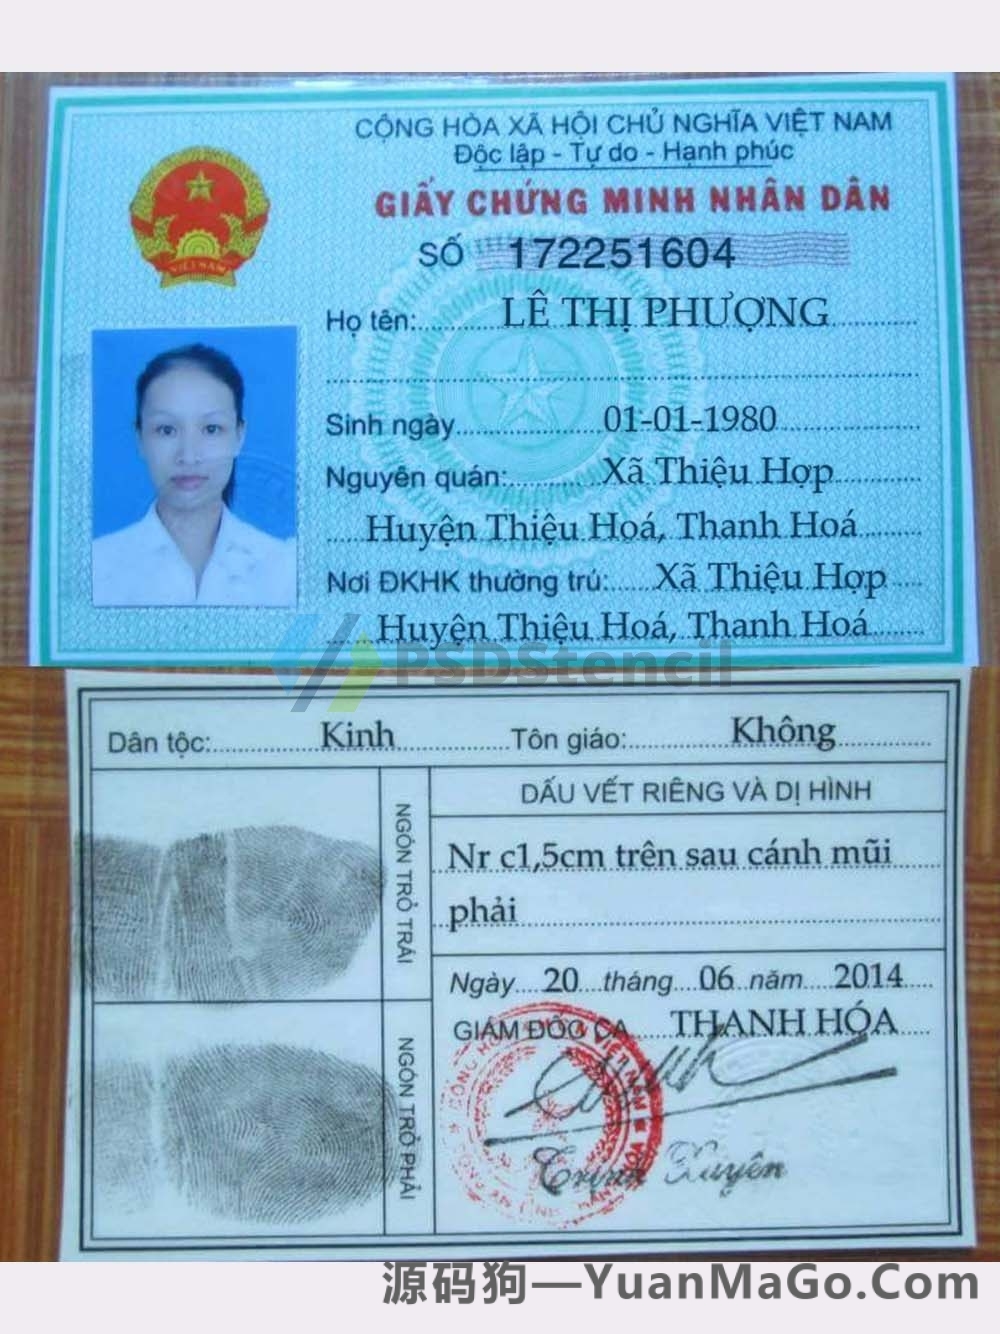 CỘNG HÒA XÃ HỘI CHỦ NGHĨA VIỆT NAM
Độc lập - Tự do - Hạnh phúc
GIẤY CHỨNG MINH NHÂN DÂN
SỐ 172251604
Họ tên: LÊ THỊ PHƯỢNG
Sinh ngày 01-01-1980
Nguyên quán: Xã Thiệu Hợp
Huyện Thiệu Hoá, Thanh Hoá
Nơi ĐKHK thường trú: Xã Thiệu Hợp
Huyện Thiệu Hoá, Thanh Hoá
VIỆT NAM
PSDStencil
Dân tộc: Kinh Tôn giáo: Không
NGÓN TRỎ TRÁI
NGÓN TRỎ PHẢI
DẤU VẾT RIÊNG VÀ DỊ HÌNH
Nr c1,5cm trên sau cánh mũi
phải
Ngày 20 tháng 06 năm 2014
GIÁM ĐỐC CA THANH HÓA
Trịnh Xuyên
源码狗—YuanMaGo.Com